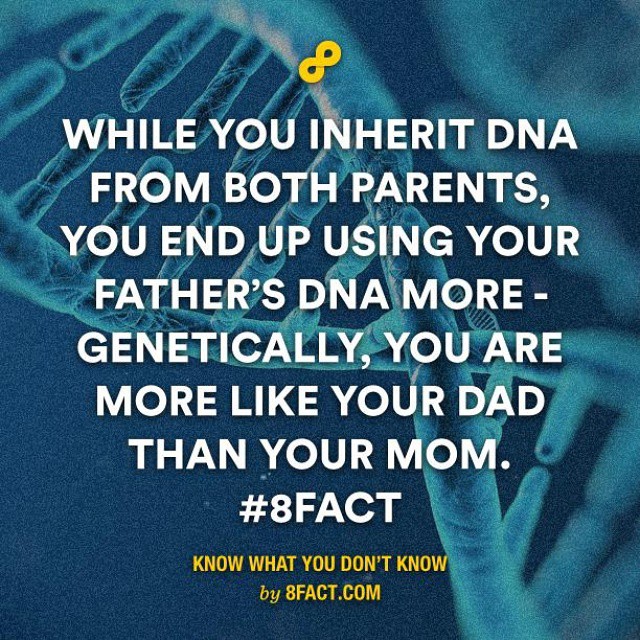 WHILE YOU INHERIT DNA
FROM BOTH PARENTS,
YOU END UP USING YOUR
FATHER'S DNA MORE -
GENETICALLY, YOU ARE
MORE LIKE YOUR DAD
THAN YOUR MOM.
#8FACT
KNOW WHAT YOU DON'T KNOW
by 8FACT.COM